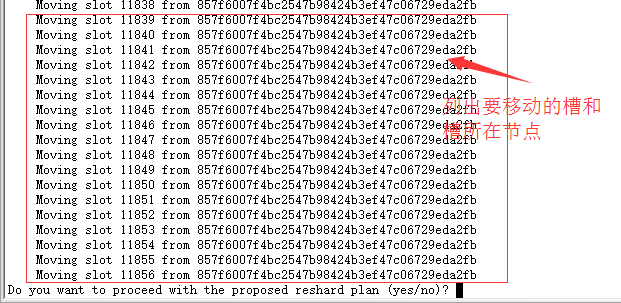 Moving slot 11838 from 857f6007f4bc2547b98424b3ef47c06729eda2fb
Moving slot 11839 from 857f6007f4bc2547b98424b3ef47c06729eda2fb
Moving slot 11840 from 857f6007f4bc2547b98424b3ef47c06729eda2fb
Moving slot 11841 from 857f6007f4bc2547b98424b3ef47c06729eda2fb
Moving slot 11842 from 857f6007f4bc2547b98424b3ef47c06729eda2fb
Moving slot 11843 from 857f6007f4bc2547b98424b3ef47c06729eda2fb
Moving slot 11844 from 857f6007f4bc2547b98424b3ef47c06729eda2fb
Moving slot 11845 from 857f6007f4bc2547b98424b3ef47c06729eda2fb
Moving slot 11846 from 857f6007f4bc2547b98424b3ef47c06729eda2fb
Moving slot 11847 from 857f6007f4bc2547b98424b3ef47c06729eda2fb
Moving slot 11848 from 857f6007f4bc2547b98424b3ef47c06729eda2fb
Moving slot 11849 from 857f6007f4bc2547b98424b3ef47c06729eda2fb
Moving slot 11850 from 857f6007f4bc2547b98424b3ef47c06729eda2fb
Moving slot 11851 from 857f6007f4bc2547b98424b3ef47c06729eda2fb
Moving slot 11852 from 857f6007f4bc2547b98424b3ef47c06729eda2fb
Moving slot 11853 from 857f6007f4bc2547b98424b3ef47c06729eda2fb
Moving slot 11854 from 857f6007f4bc2547b98424b3ef47c06729eda2fb
Moving slot 11855 from 857f6007f4bc2547b98424b3ef47c06729eda2fb
Moving slot 11856 from 857f6007f4bc2547b98424b3ef47c06729eda2fb
Do you want to proceed with the proposed reshard plan (yes/no)?
列出要移动的槽和
槽所在节点